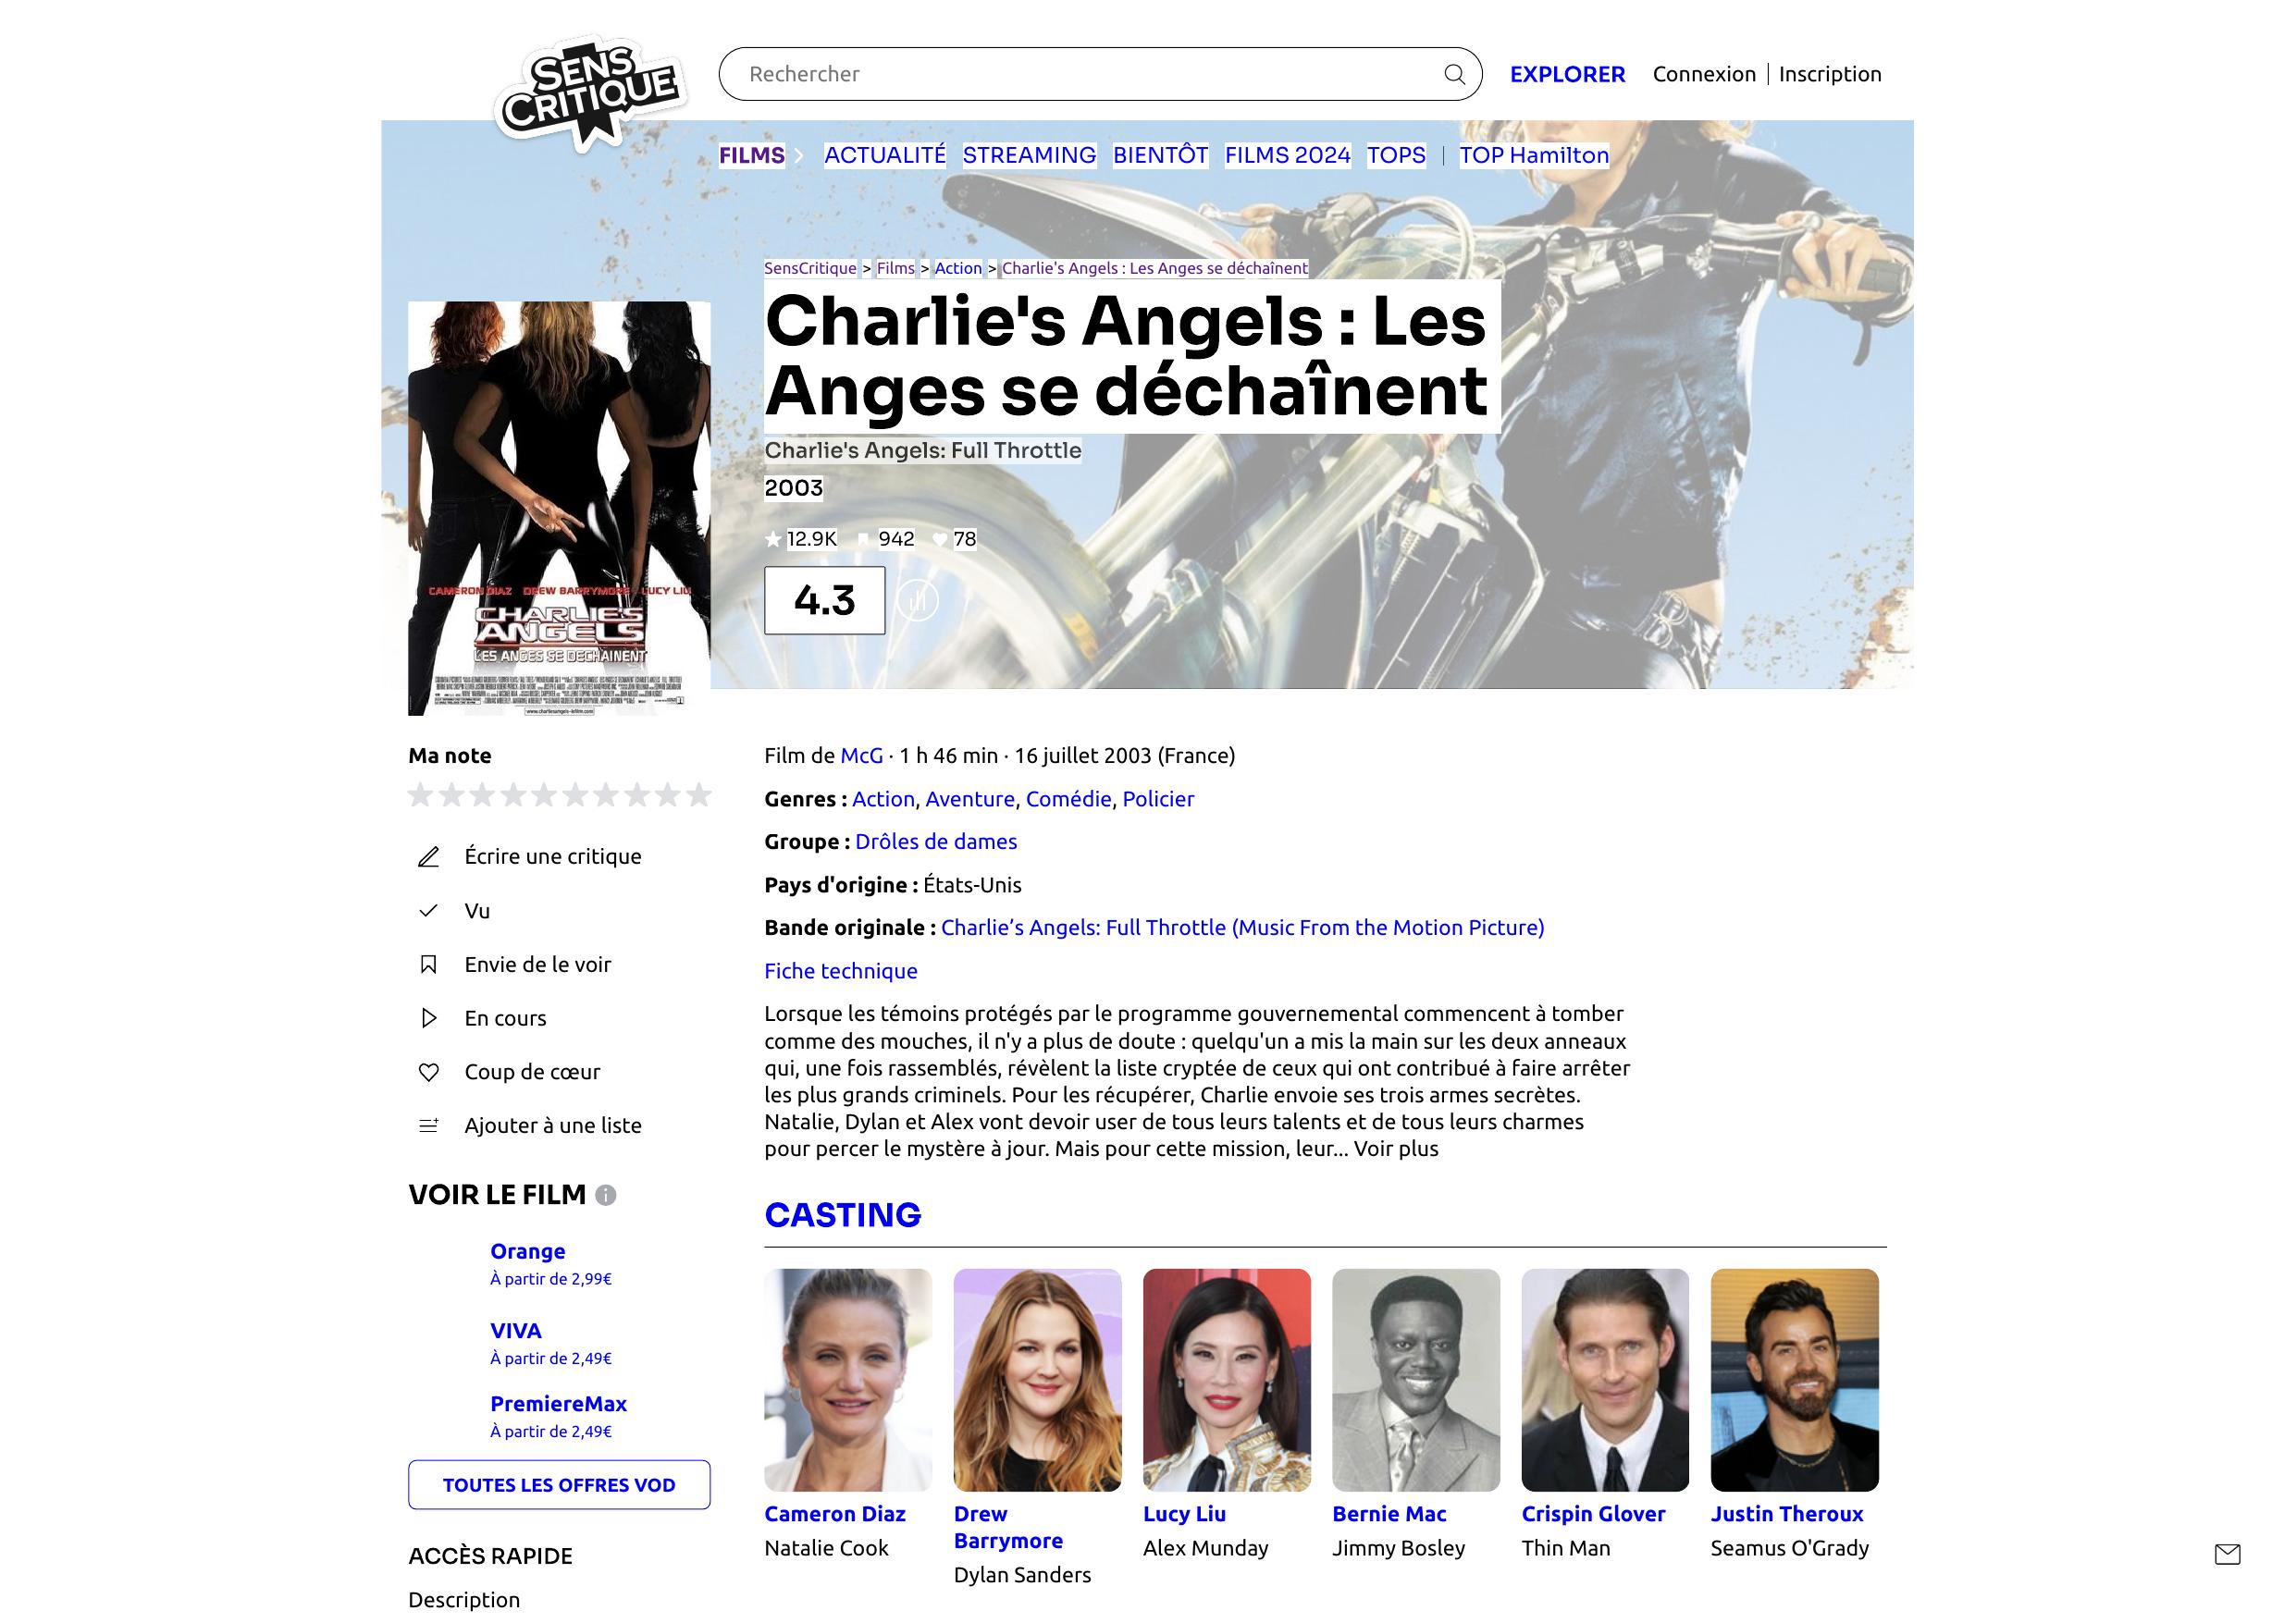 SENS
CRITIQUE
Rechercher
EXPLORER
Connexion
Inscription
FILMS
ACTUALITÉ
STREAMING
BIENTÔT
FILMS 2024
TOPS
TOP Hamilton
SensCritique > Films > Action > Charlie's Angels : Les Anges se déchaînent
Charlie's Angels : Les
Anges se déchaînent
Charlie's Angels: Full Throttle
2003
12.9K 942 78
4.3
CAMERON DIAZ DREW BARRYMORE LUCY LIU
CHARLIE'S
ANGELS
LES ANGES SE DECHAINENT
Ma note
Écrire une critique
Vu
Envie de le voir
En cours
Coup de cœur
Ajouter à une liste
VOIR LE FILM
Orange
À partir de 2,99€
VIVA
À partir de 2,49€
PremiereMax
À partir de 2,49€
TOUTES LES OFFRES VOD
ACCÈS RAPIDE
Description
Film de McG · 1 h 46 min · 16 juillet 2003 (France)
Genres : Action, Aventure, Comédie, Policier
Groupe : Drôles de dames
Pays d'origine : États-Unis
Bande originale : Charlie’s Angels: Full Throttle (Music From the Motion Picture)
Fiche technique
Lorsque les témoins protégés par le programme gouvernemental commencent à tomber
comme des mouches, il n'y a plus de doute : quelqu'un a mis la main sur les deux anneaux
qui, une fois rassemblés, révèlent la liste cryptée de ceux qui ont contribué à faire arrêter
les plus grands criminels. Pour les récupérer, Charlie envoie ses trois armes secrètes.
Natalie, Dylan et Alex vont devoir user de tous leurs talents et de tous leurs charmes
pour percer le mystère à jour. Mais pour cette mission, leur... Voir plus
CASTING
Cameron Diaz
Natalie Cook
Drew
Barrymore
Dylan Sanders
Lucy Liu
Alex Munday
Bernie Mac
Jimmy Bosley
Crispin Glover
Thin Man
Justin Theroux
Seamus O'Grady